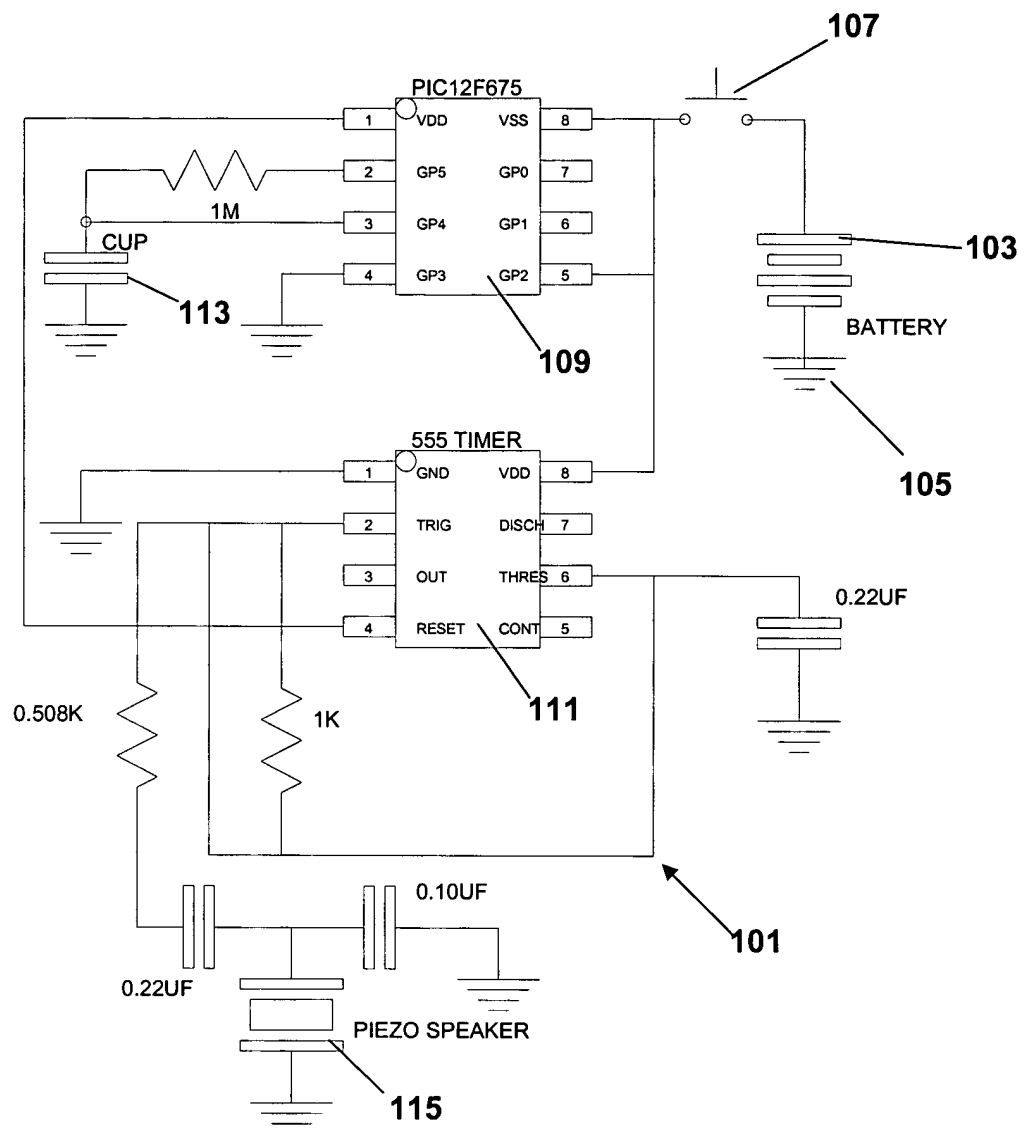 107
PIC12F675
1 VDD VSS 8
2 GP5 GP0 7
1M
3 GP4 GP1 6
CUP
103
4 GP3 GP2 5
113
BATTERY
109
555 TIMER
1 GND VDD 8
105
2 TRIG DISCH 7
3 OUT THRES 6
0.22UF
4 RESET CONT 5
111
0.508K
1K
0.10UF
101
0.22UF
PIEZO SPEAKER
115